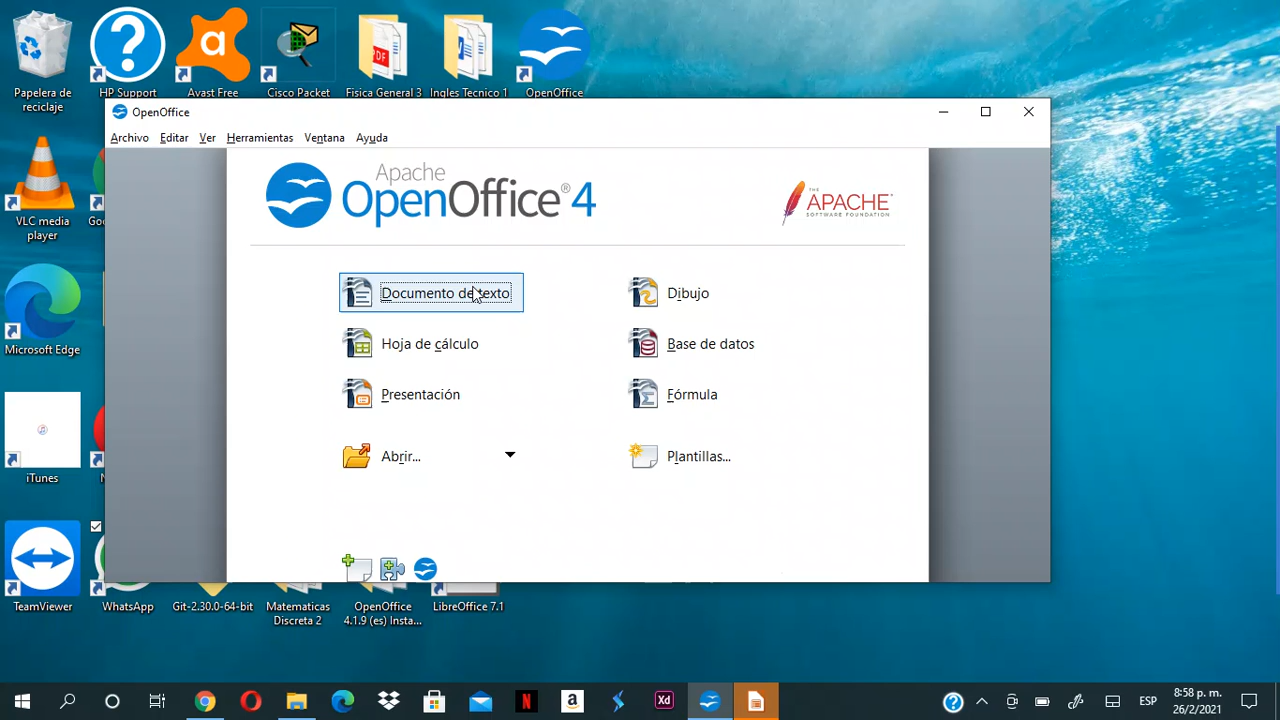 Papelera de
reciclaje
HP Support
Avast Free
Cisco Packet
Fisica General 3
Ingles Tecnico 1
OpenOffice
OpenOffice
Archivo Editar Ver Herramientas Ventana Ayuda
Apache
OpenOffice® 4
THE
APACHE
SOFTWARE FOUNDATION
Documento de texto
Dibujo
Hoja de cálculo
Base de datos
Presentación
Fórmula
Abrir...
Plantillas...
VLC media
player
Microsoft Edge
iTunes
TeamViewer
WhatsApp
Git-2.30.0-64-bit
Matematicas
Discreta 2
OpenOffice
4.1.9 (es) Insta...
LibreOffice 7.1
PDF
Xd
ESP
8:58 p. m.
26/2/2021